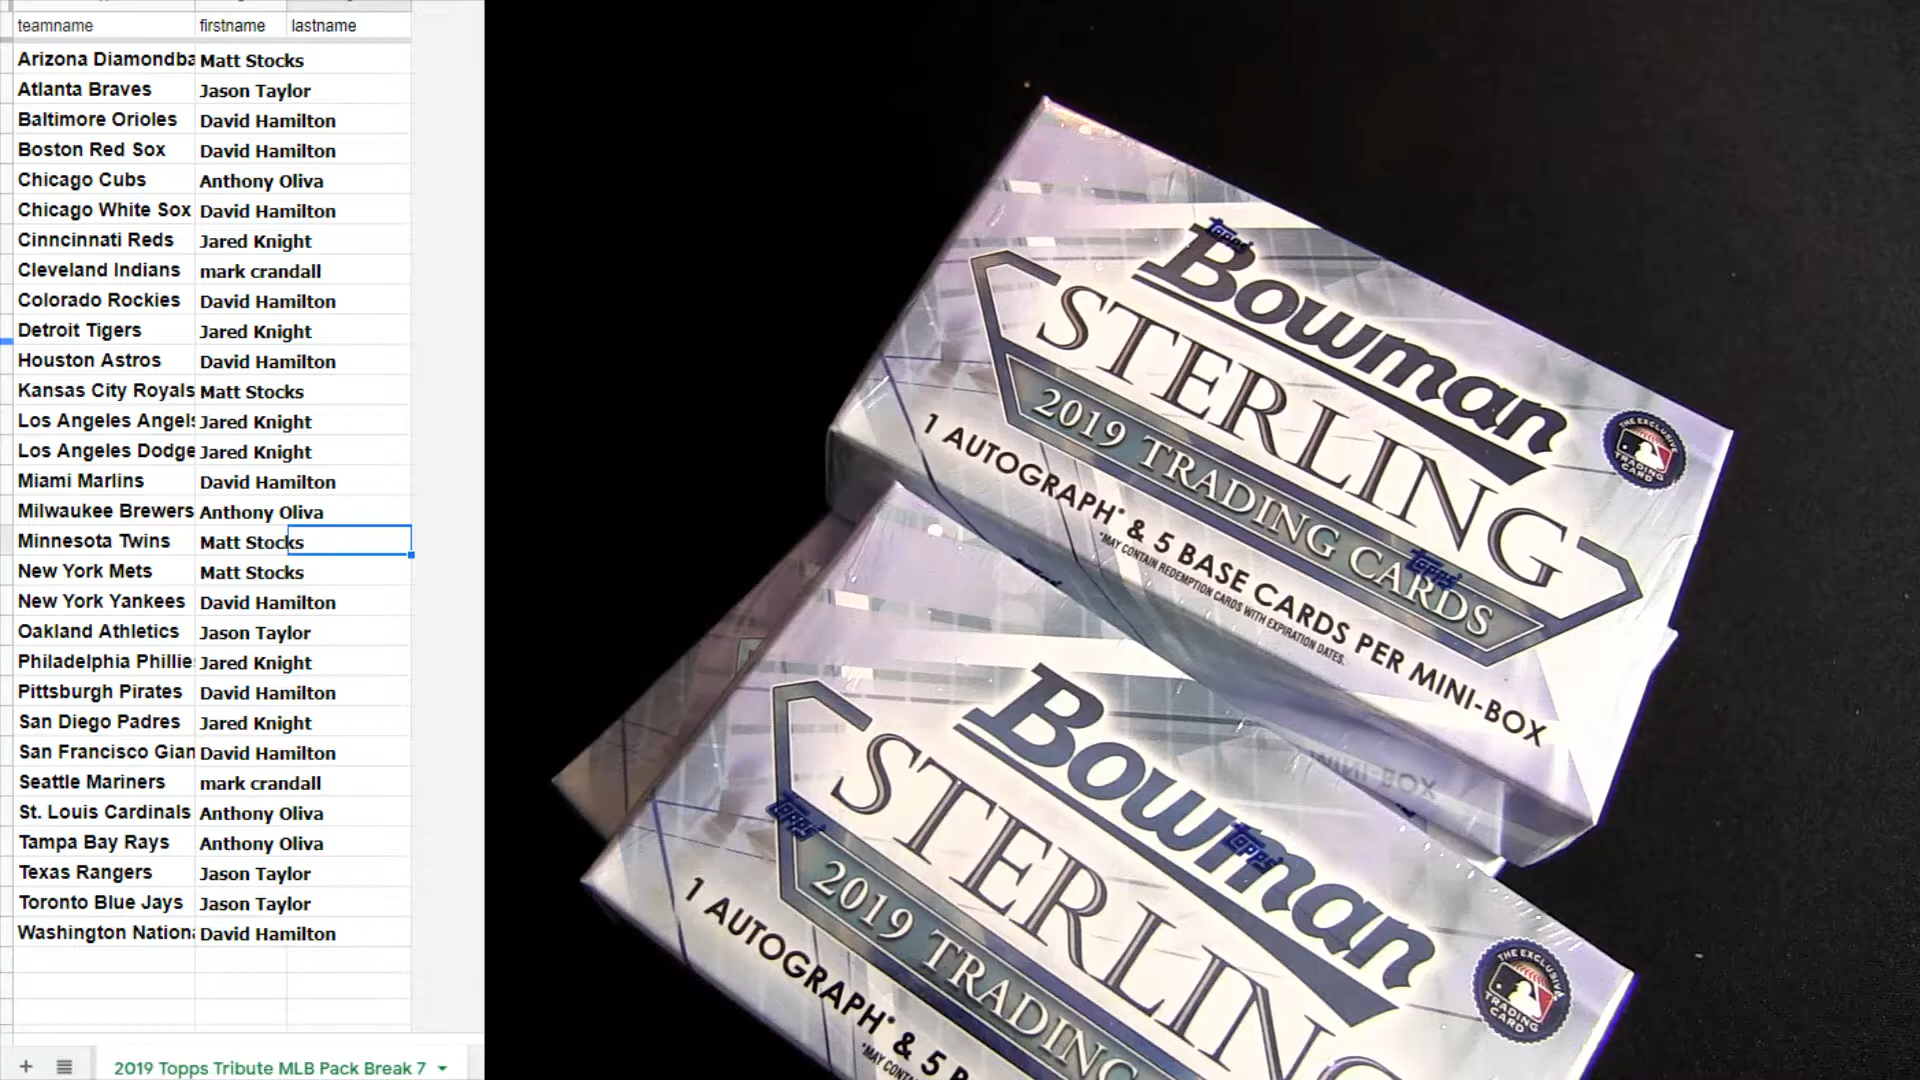 teamname firstname lastname
Arizona Diamondba Matt Stocks
Atlanta Braves Jason Taylor
Baltimore Orioles David Hamilton
Boston Red Sox David Hamilton
Chicago Cubs Anthony Oliva
Chicago White Sox David Hamilton
Cinncinnati Reds Jared Knight
Cleveland Indians mark crandall
Colorado Rockies David Hamilton
Detroit Tigers Jared Knight
Houston Astros David Hamilton
Kansas City Royals Matt Stocks
Los Angeles Angels Jared Knight
Los Angeles Dodge Jared Knight
Miami Marlins David Hamilton
Milwaukee Brewers Anthony Oliva
Minnesota Twins Matt Stocks
New York Mets Matt Stocks
New York Yankees David Hamilton
Oakland Athletics Jason Taylor
Philadelphia Phillie Jared Knight
Pittsburgh Pirates David Hamilton
San Diego Padres Jared Knight
San Francisco Gian David Hamilton
Seattle Mariners mark crandall
St. Louis Cardinals Anthony Oliva
Tampa Bay Rays Anthony Oliva
Texas Rangers Jason Taylor
Toronto Blue Jays Jason Taylor
Washington Nationa David Hamilton
2019 Topps Tribute MLB Pack Break 7
Topps
Bowman
STERLING
2019 TRADING CARDS
Topps
1 AUTOGRAPH* & 5 BASE CARDS PER MINI-BOX
*MAY CONTAIN REDEMPTION CARDS WITH EXPIRATION DATES.
THE EXCLUSIVE
TRADING
CARD
MINI-BOX
Bowman
Topps
Topps
STERLING
2019 TRADING
1 AUTOGRAPH* & 5
*MAY CONTAIN
THE EXCLUSIVE
TRADING
CARD